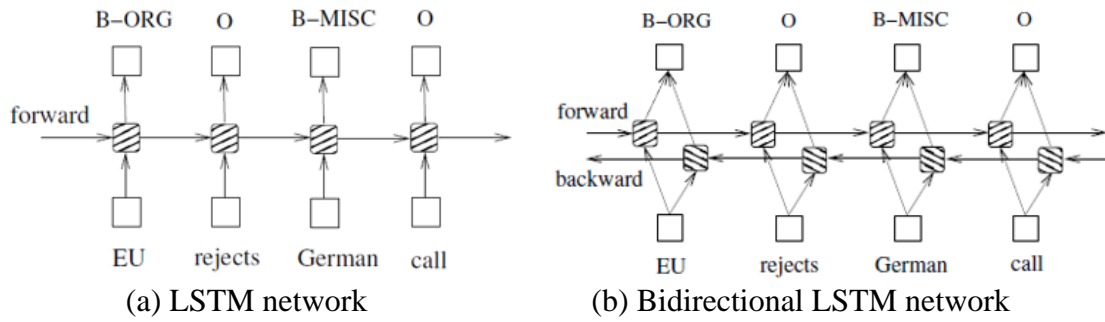 B-ORG O B-MISC O
forward
EU rejects German call
(a) LSTM network
B-ORG O B-MISC O
forward
backward
EU rejects German call
(b) Bidirectional LSTM network